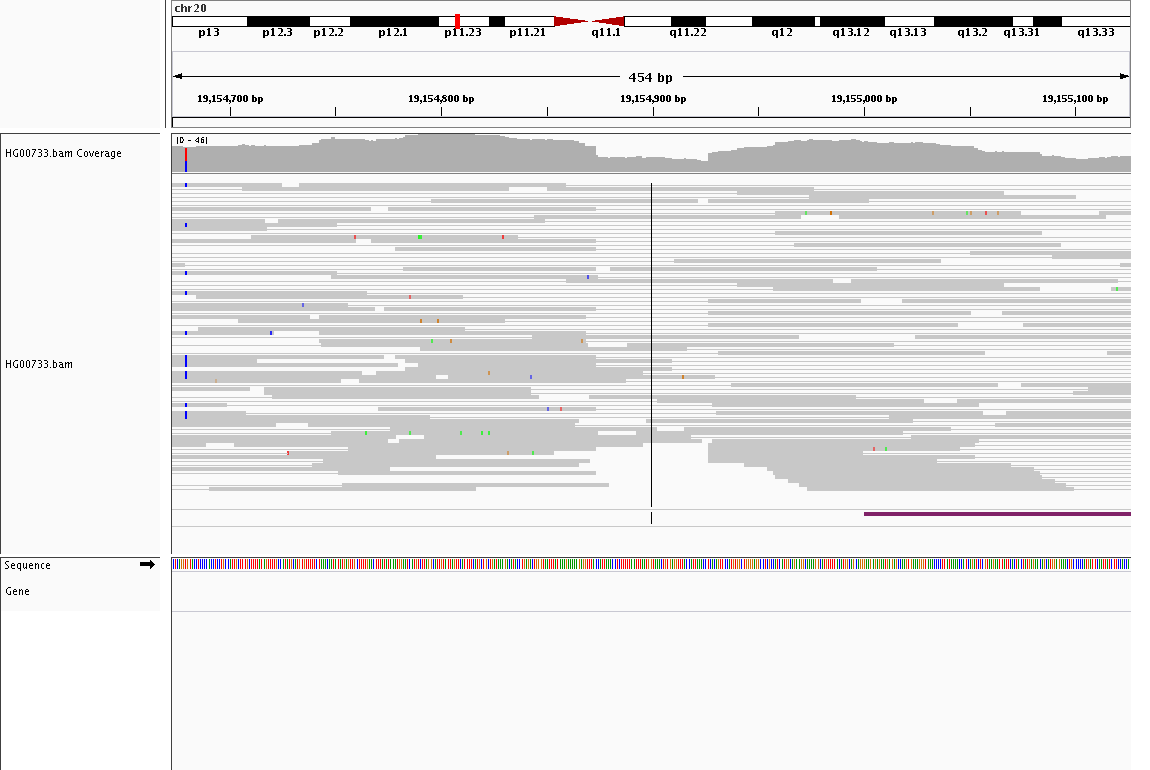 chr20
p13 p12.3 p12.2 p12.1 p11.23 p11.21 q11.1 q11.22 q12 q13.12 q13.13 q13.2 q13.31 q13.33
454 bp
19,154,700 bp 19,154,800 bp 19,154,900 bp 19,155,000 bp 19,155,100 bp
[0 - 46]
HG00733.bam Coverage
HG00733.bam
Sequence
Gene